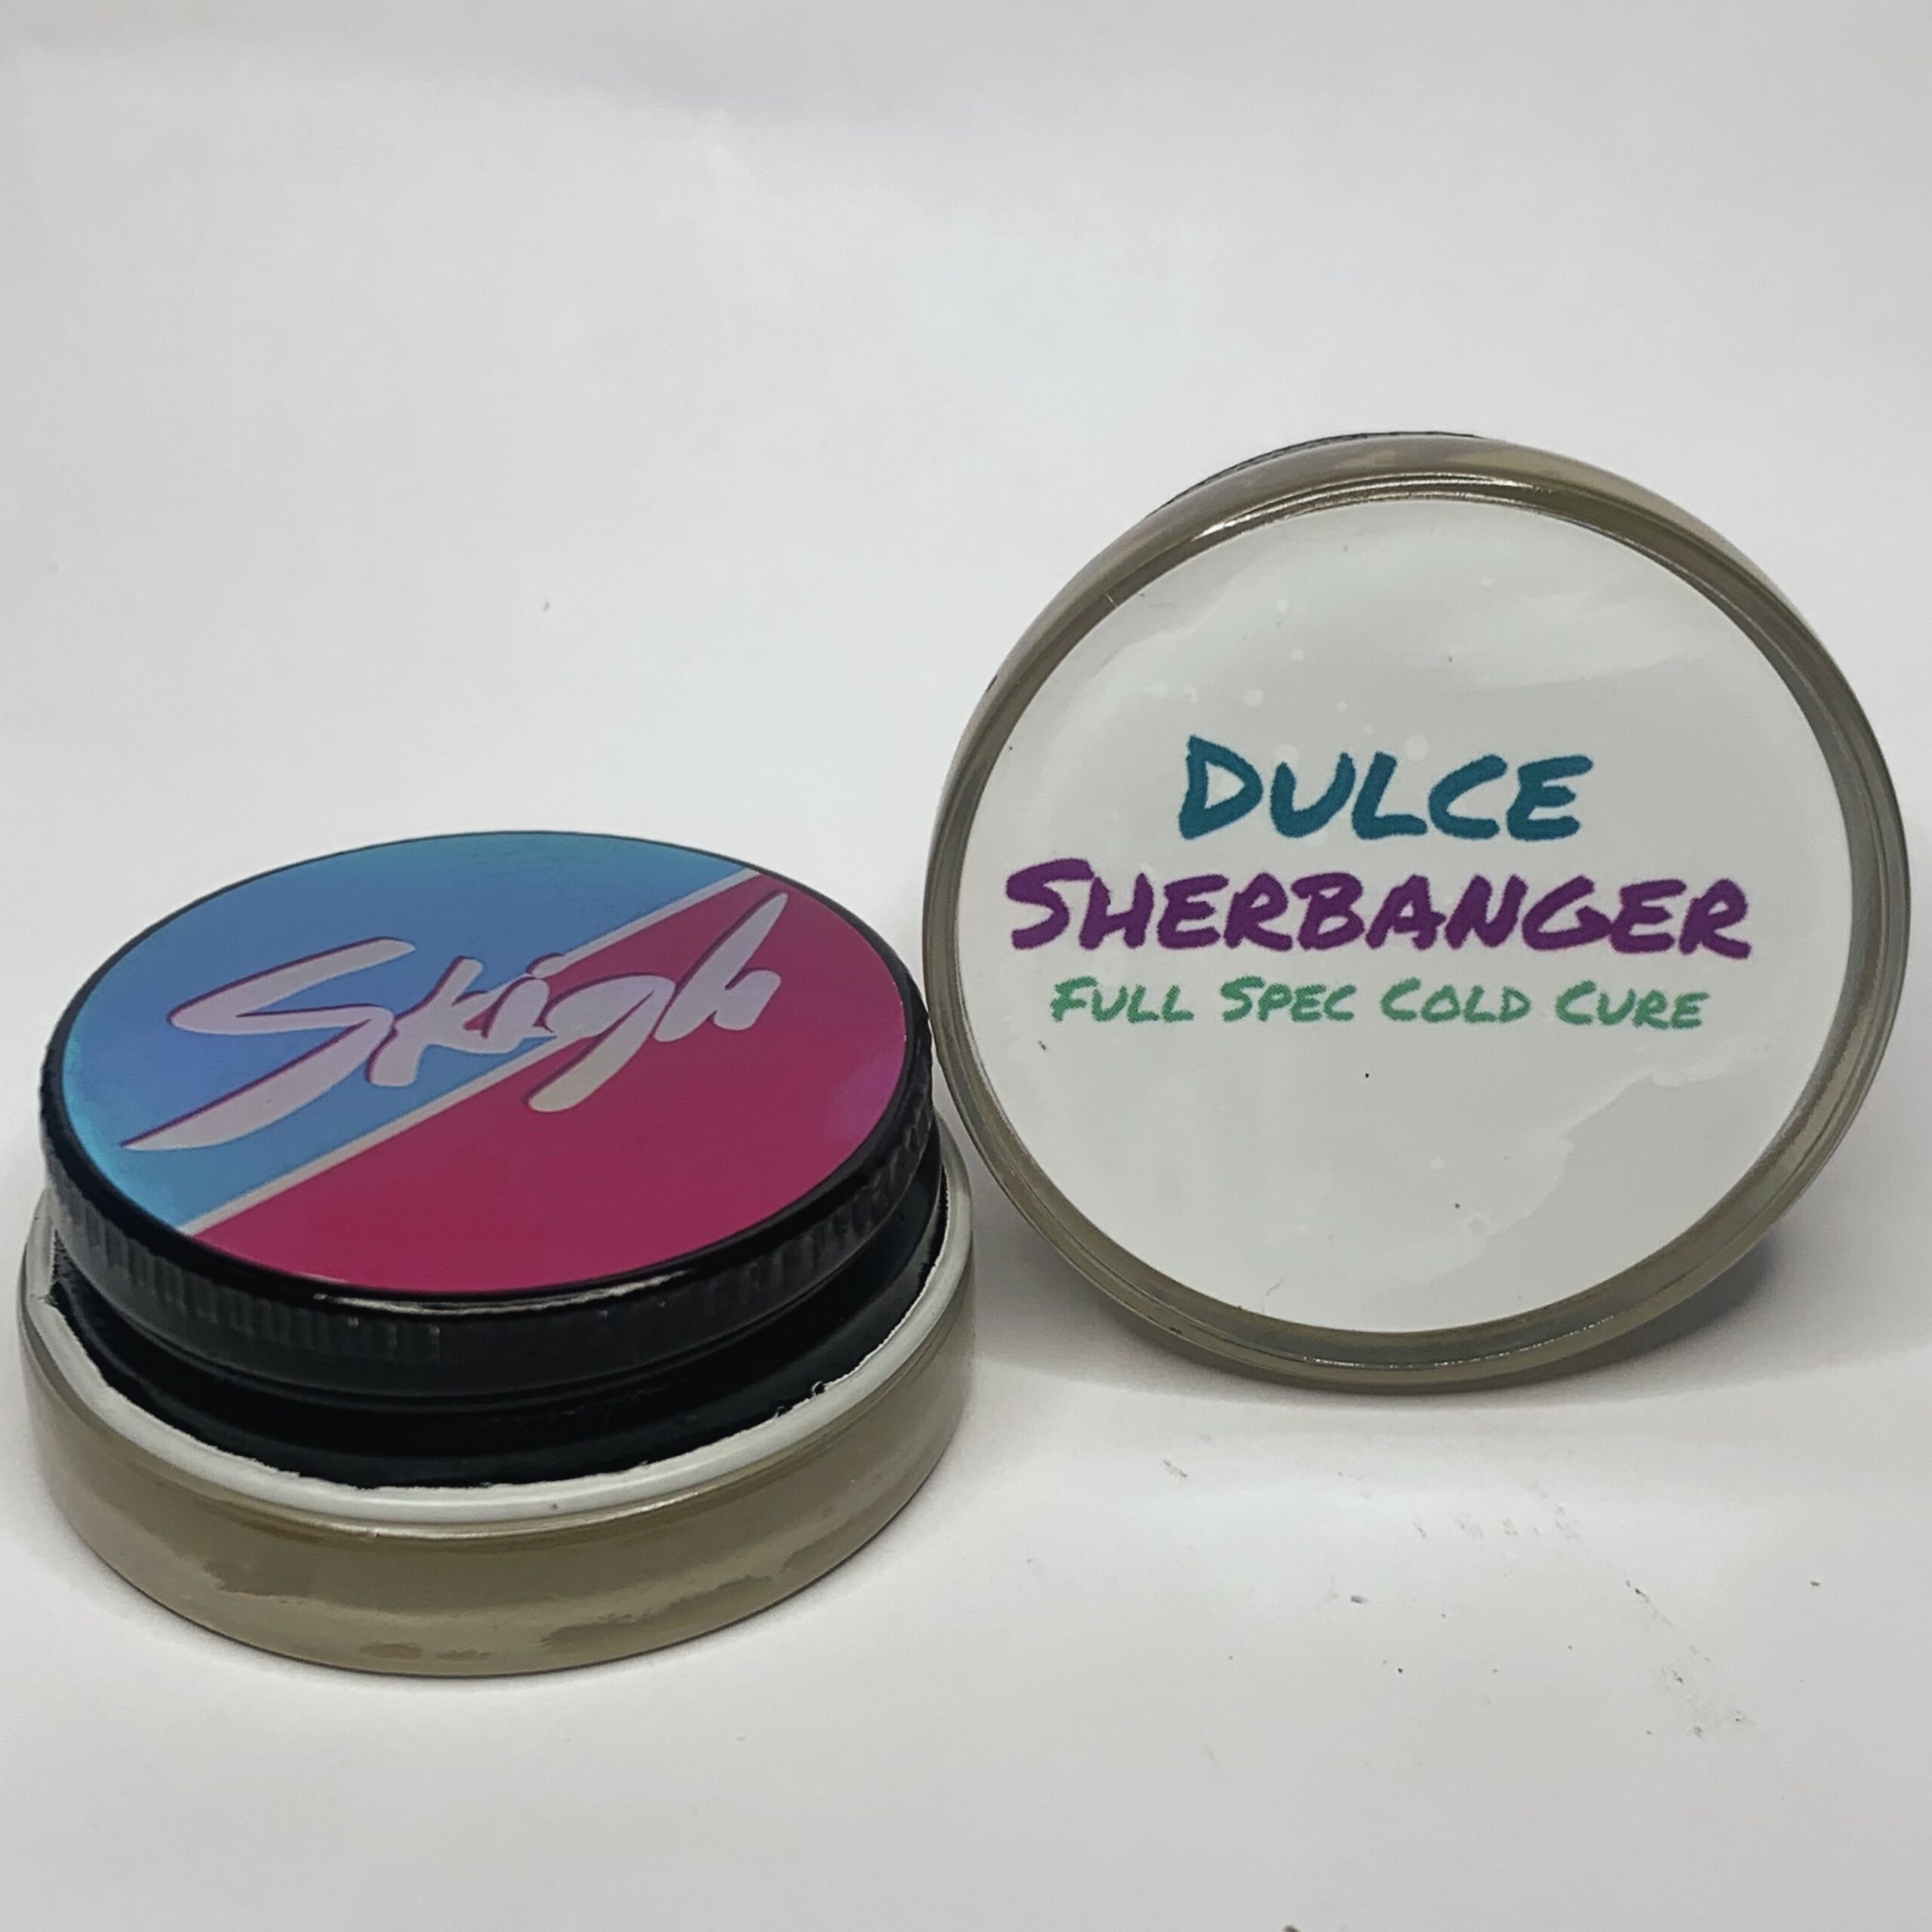 Skigh
DULCE
SHERBANGER
FULL SPEC COLD CURE